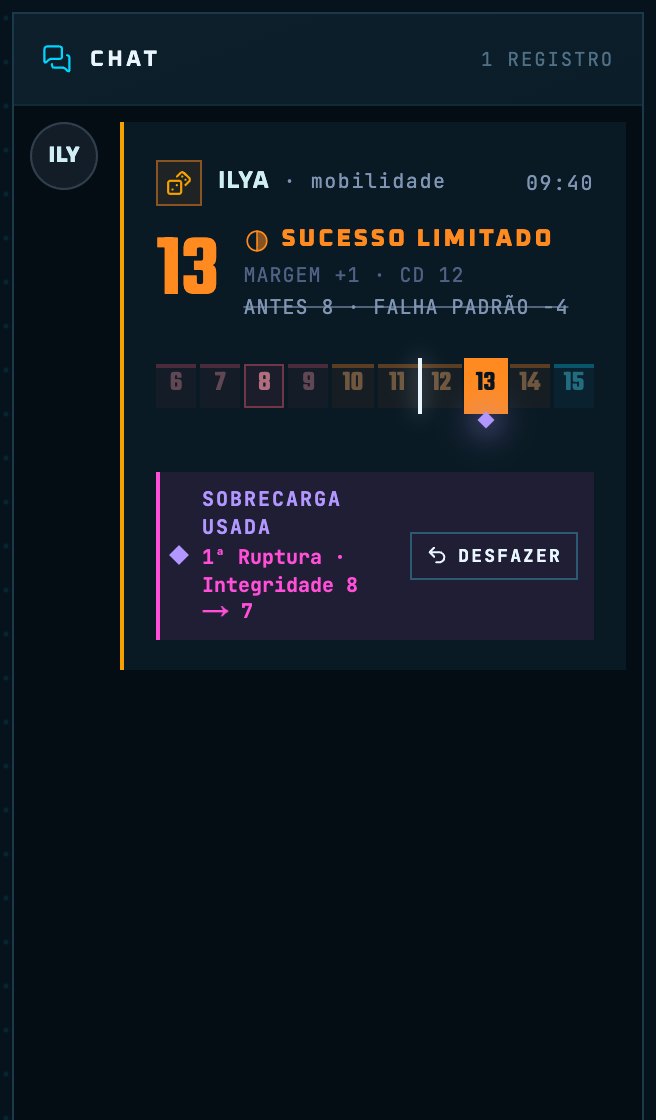 CHAT
1 REGISTRO
ILY
ILYA · mobilidade
09:40
13
SUCESSO LIMITADO
MARGEM +1 · CD 12
ANTES 8 · FALHA PADRÃO -4
6 7 8 9 10 11 12 13 14 15
SOBRECARGA
USADA
1ª Ruptura ·
Integridade 8
→ 7
DESFAZER